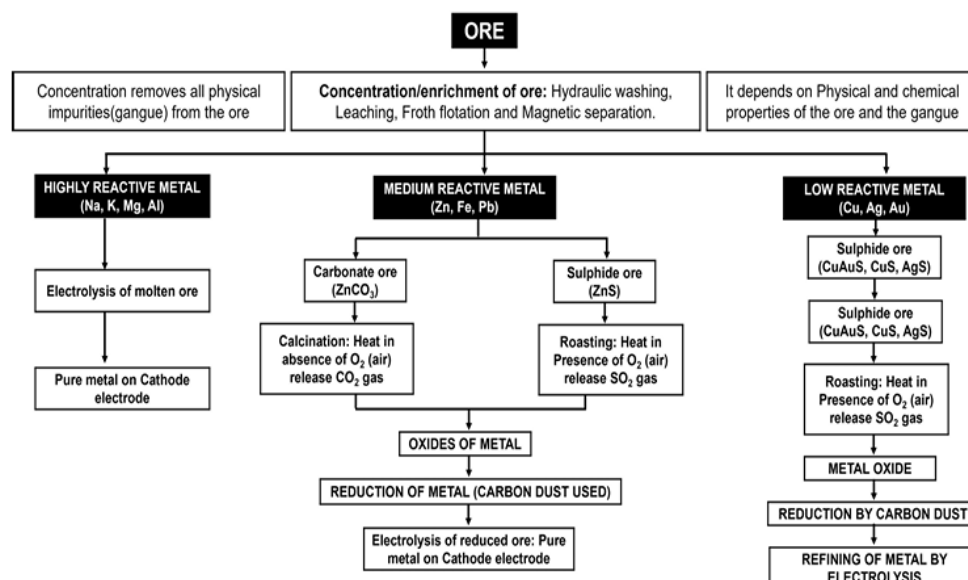 ORE
Concentration removes all physical
impurities(gangue) from the ore
Concentration/enrichment of ore: Hydraulic washing,
Leaching, Froth flotation and Magnetic separation.
It depends on Physical and chemical
properties of the ore and the gangue
HIGHLY REACTIVE METAL
(Na, K, Mg, Al)
Electrolysis of molten ore
Pure metal on Cathode
electrode
MEDIUM REACTIVE METAL
(Zn, Fe, Pb)
Carbonate ore
(ZnCO₃)
Calcination: Heat in
absence of O₂ (air)
release CO₂ gas
Sulphide ore
(ZnS)
Roasting: Heat in
Presence of O₂ (air)
release SO₂ gas
OXIDES OF METAL
REDUCTION OF METAL (CARBON DUST USED)
Electrolysis of reduced ore: Pure
metal on Cathode electrode
LOW REACTIVE METAL
(Cu, Ag, Au)
Sulphide ore
(CuAuS, CuS, AgS)
Sulphide ore
(CuAuS, CuS, AgS)
Roasting: Heat in
Presence of O₂ (air)
release SO₂ gas
METAL OXIDE
REDUCTION BY CARBON DUST
REFINING OF METAL BY
ELECTROLYSIS